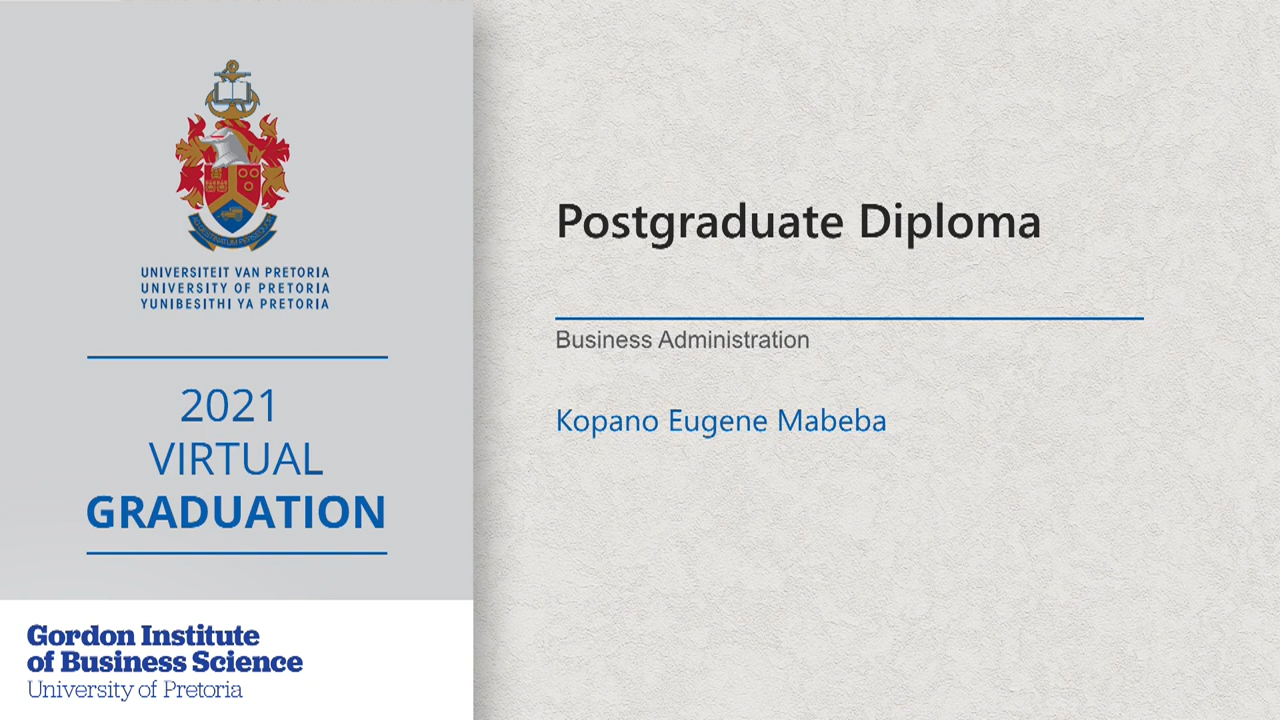 UNIVERSITEIT VAN PRETORIA
UNIVERSITY OF PRETORIA
YUNIBESITHI YA PRETORIA
2021
VIRTUAL
GRADUATION
Gordon Institute
of Business Science
University of Pretoria
Postgraduate Diploma
Business Administration
Kopano Eugene Mabeba